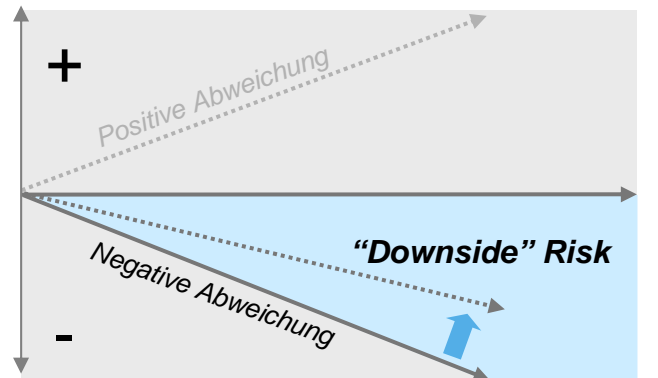 +
Positive Abweichung
“Downside” Risk
Negative Abweichung
-